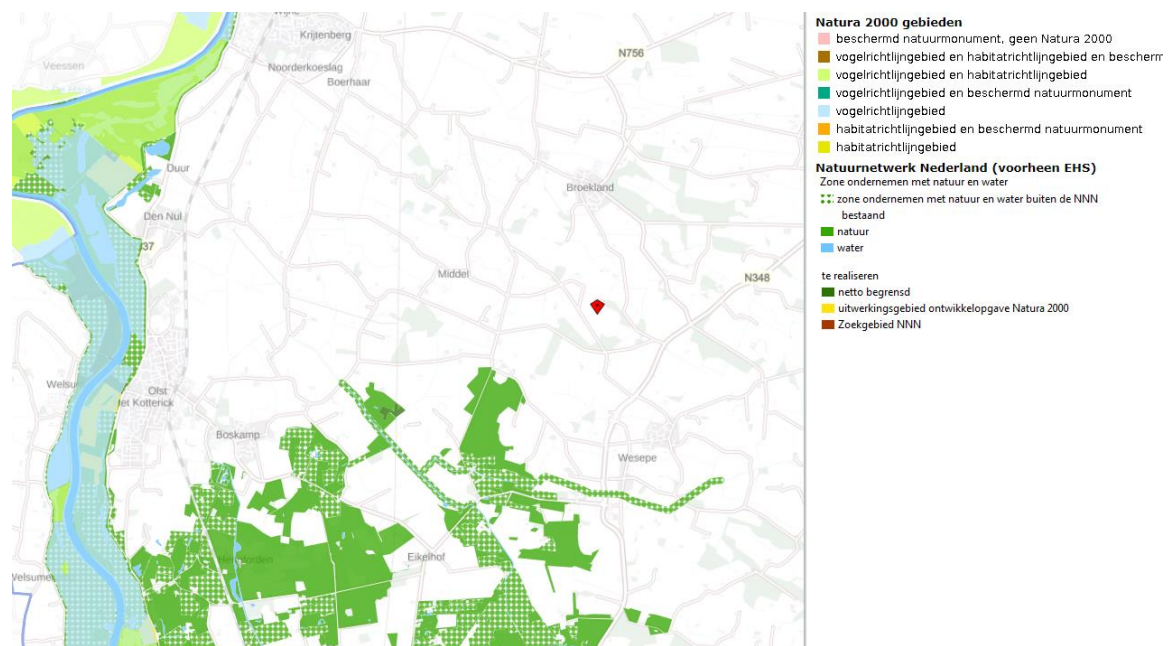 Krijtenberg
N756
Veessen
Noorderkoeslag
Boerhaar
Duur
Broekland
Den Nul
N37
Middel
N348
Welsum
Olst
Het Kotterick
Boskamp
Wesepe
Eikelhof
Welsumer
Natura 2000 gebieden
beschermd natuurmonument, geen Natura 2000
vogelrichtlijngebied en habitatrichtlijngebied en bescherm
vogelrichtlijngebied en habitatrichtlijngebied
vogelrichtlijngebied en beschermd natuurmonument
vogelrichtlijngebied
habitatrichtlijngebied en beschermd natuurmonument
habitatrichtlijngebied
Natuurnetwerk Nederland (voorheen EHS)
Zone ondernemen met natuur en water
zone ondernemen met natuur en water buiten de NNN
bestaand
natuur
water
te realiseren
netto begrensd
uitwerkingsgebied ontwikkelopgave Natura 2000
Zoekgebied NNN